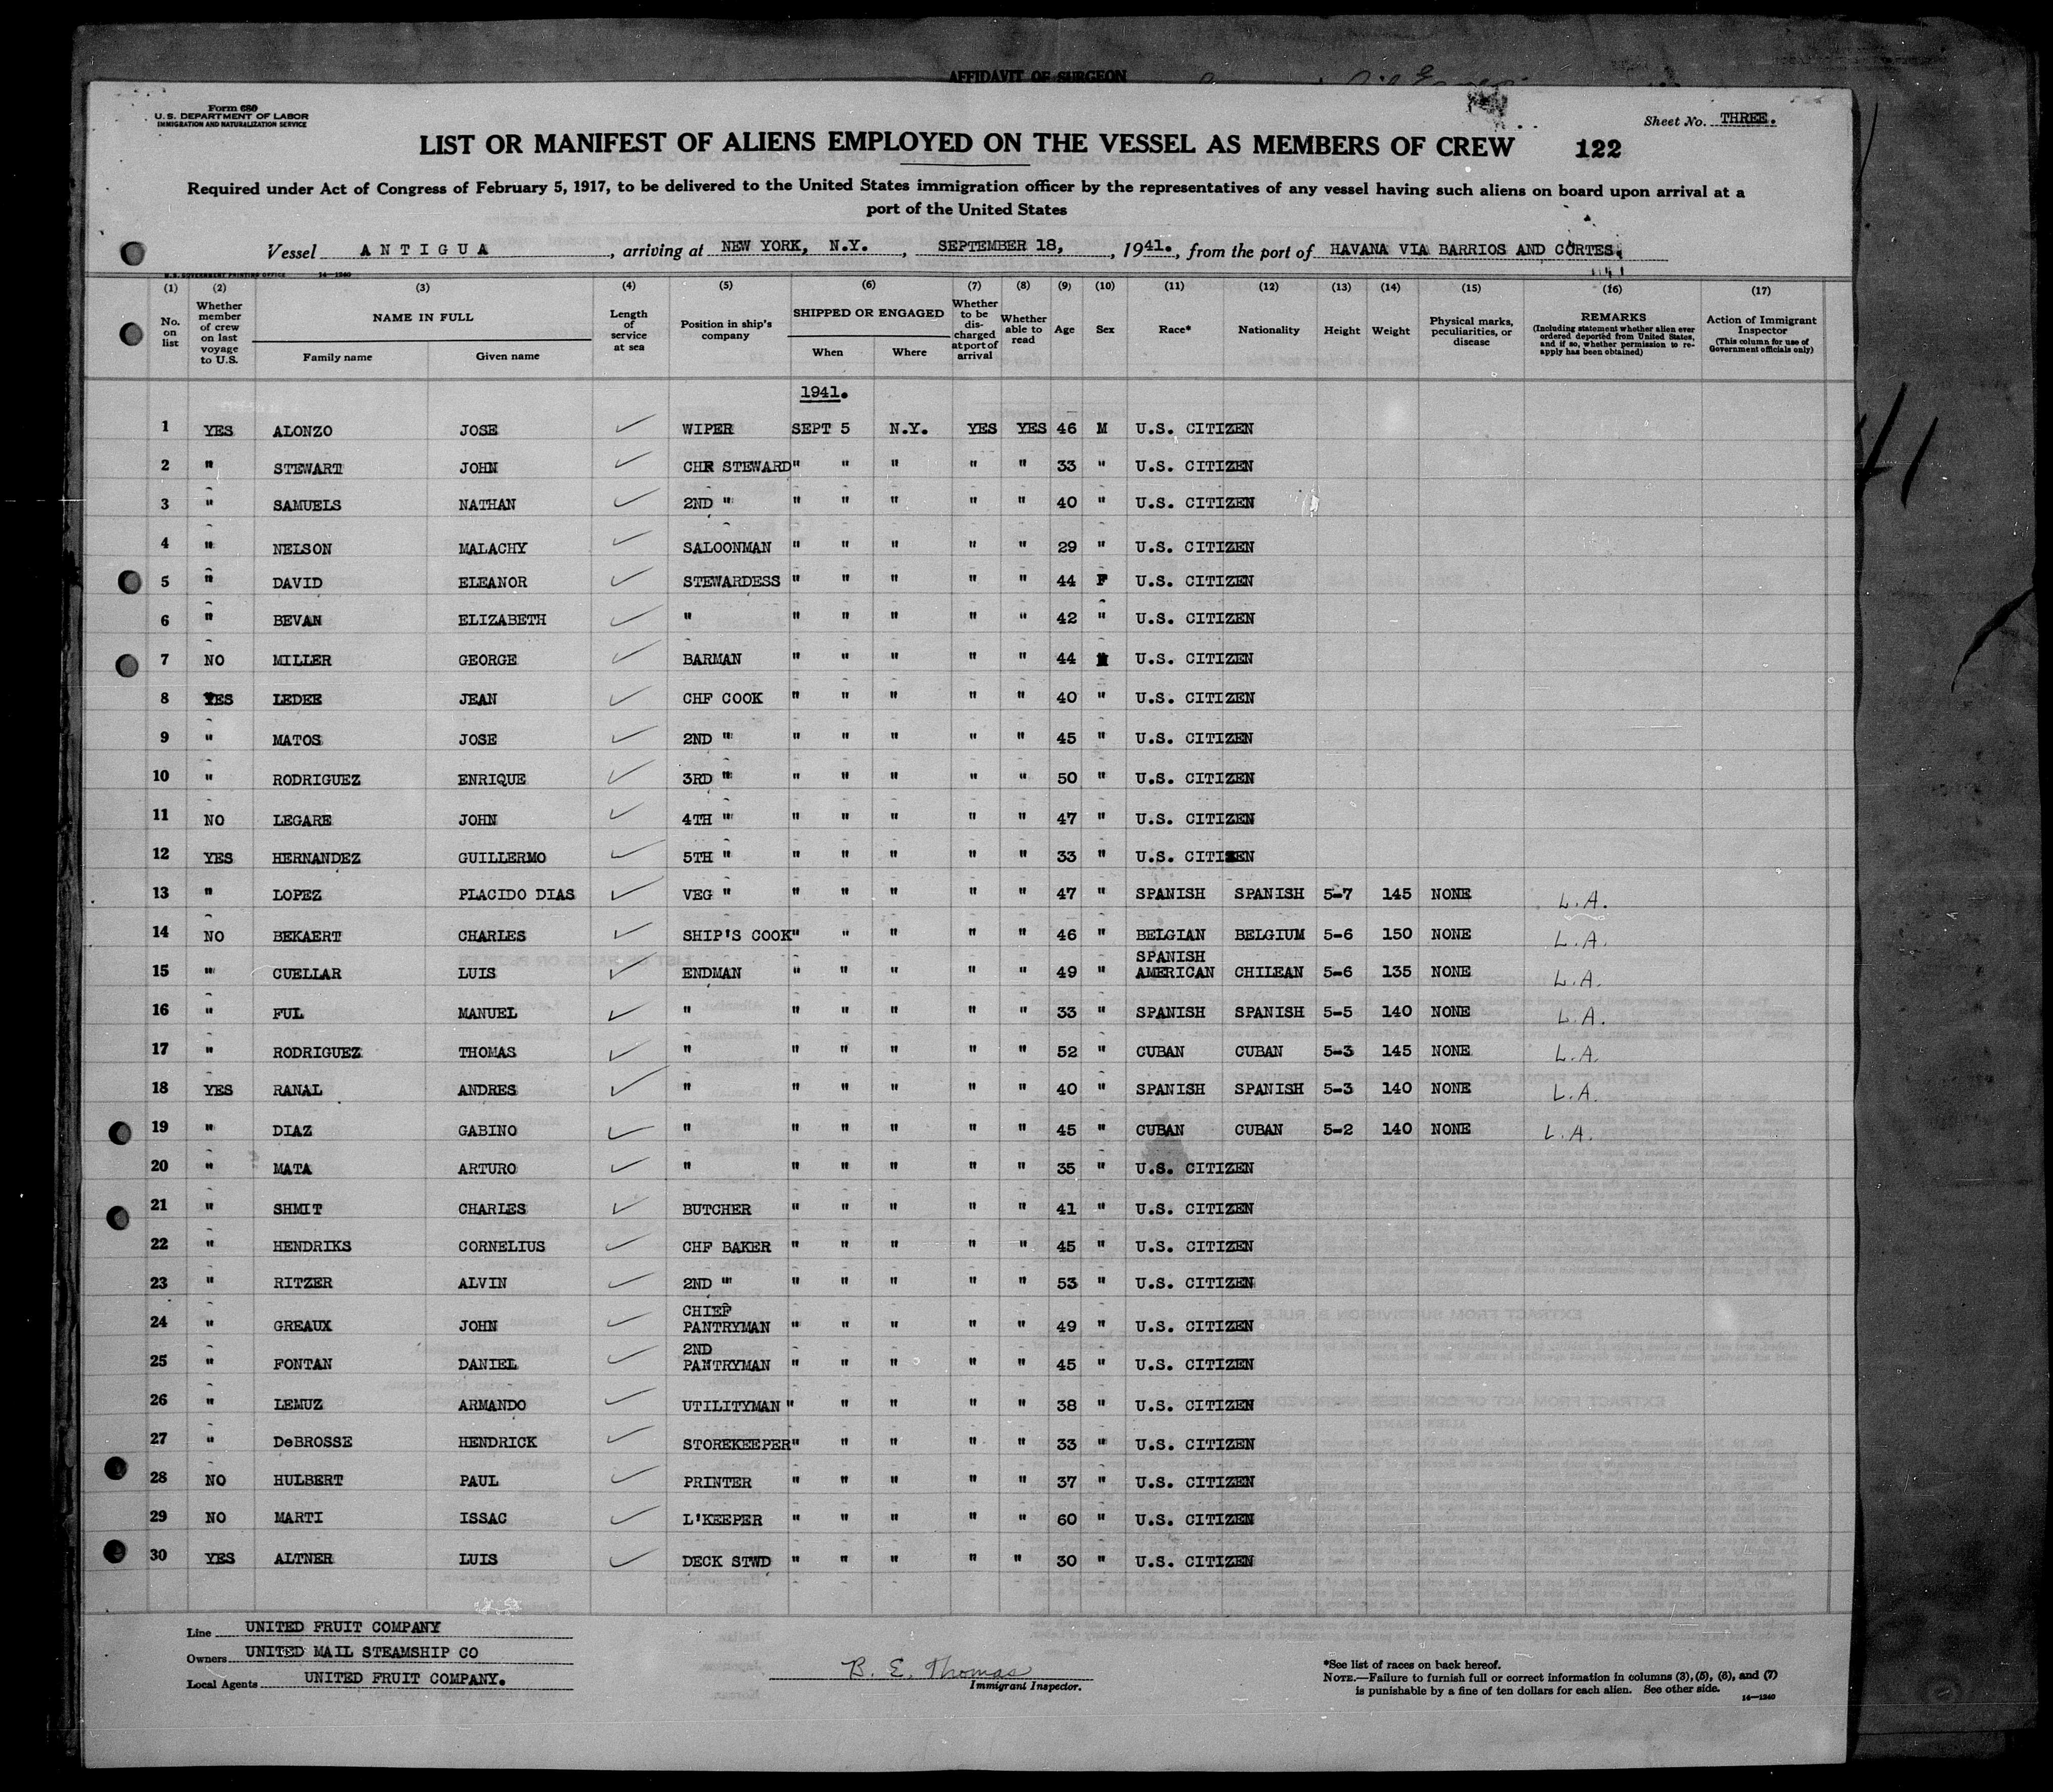 AFFIDAVIT OF SURGEON
Form 680
U.S. DEPARTMENT OF LABOR
IMMIGRATION AND NATURALIZATION SERVICE
Sheet No. THREE.
LIST OR MANIFEST OF ALIENS EMPLOYED ON THE VESSEL AS MEMBERS OF CREW 122
Required under Act of Congress of February 5, 1917, to be delivered to the United States immigration officer by the representatives of any vessel having such aliens on board upon arrival at a
port of the United States
Vessel ANTIGUA, arriving at NEW YORK, N.Y., SEPTEMBER 18, 1941., from the port of HAVANA VIA BARRIOS AND CORTES.
U.S. GOVERNMENT PRINTING OFFICE 14—1240
(1) (2) (3) (4) (5) (6) (7) (8) (9) (10) (11) (12) (13) (14) (15) (16) (17)
No. on list
Whether member of crew on last voyage to U.S.
NAME IN FULL
Family name Given name
Length of service at sea
Position in ship's company
SHIPPED OR ENGAGED
When Where
Whether to be discharged at port of arrival
Whether able to read
Age Sex Race* Nationality Height Weight
Physical marks, peculiarities, or disease
REMARKS
(Including statement whether alien ever ordered deported from United States, and if so, whether permission to re-apply has been obtained)
Action of Immigrant Inspector
(This column for use of Government officials only)
1941.
1 YES ALONZO JOSE ✓ WIPER SEPT 5 N.Y. YES YES 46 M U.S. CITIZEN
2 " STEWART JOHN ✓ CHR STEWARD " " " " " 33 " U.S. CITIZEN
3 " SAMUELS NATHAN ✓ 2ND " " " " " " 40 " U.S. CITIZEN
4 " NELSON MALACHY ✓ SALOONMAN " " " " " 29 " U.S. CITIZEN
5 " DAVID ELEANOR ✓ STEWARDESS " " " " " 44 F U.S. CITIZEN
6 " BEVAN ELIZABETH ✓ " " " " " " 42 " U.S. CITIZEN
7 NO MILLER GEORGE ✓ BARMAN " " " " " 44 M U.S. CITIZEN
8 YES LEDEE JEAN ✓ CHF COOK " " " " " 40 " U.S. CITIZEN
9 " MATOS JOSE ✓ 2ND " " " " " " 45 " U.S. CITIZEN
10 " RODRIGUEZ ENRIQUE ✓ 3RD " " " " " " 50 " U.S. CITIZEN
11 NO LEGARE JOHN ✓ 4TH " " " " " " 47 " U.S. CITIZEN
12 YES HERNANDEZ GUILLERMO ✓ 5TH " " " " " " 33 " U.S. CITIZEN
13 " LOPEZ PLACIDO DIAS ✓ VEG " " " " " " 47 " SPANISH SPANISH 5-7 145 NONE L.A.
14 NO BEKAERT CHARLES ✓ SHIP'S COOK " " " " " 46 " BELGIAN BELGIUM 5-6 150 NONE L.A.
15 " CUELLAR LUIS ✓ ENDMAN " " " " " 49 " SPANISH AMERICAN CHILEAN 5-6 135 NONE L.A.
16 " FUL MANUEL ✓ " " " " " " 33 " SPANISH SPANISH 5-5 140 NONE L.A.
17 " RODRIGUEZ THOMAS ✓ " " " " " " 52 " CUBAN CUBAN 5-3 145 NONE L.A.
18 YES RANAL ANDRES ✓ " " " " " " 40 " SPANISH SPANISH 5-3 140 NONE L.A.
19 " DIAZ GABINO ✓ " " " " " " 45 " CUBAN CUBAN 5-2 140 NONE L.A.
20 " MATA ARTURO ✓ " " " " " " 35 " U.S. CITIZEN
21 " SHMIT CHARLES ✓ BUTCHER " " " " " 41 " U.S. CITIZEN
22 " HENDRIKS CORNELIUS ✓ CHF BAKER " " " " " 45 " U.S. CITIZEN
23 " RITZER ALVIN ✓ 2ND " " " " " " 53 " U.S. CITIZEN
24 " GREAUX JOHN ✓ CHIEF PANTRYMAN " " " " " 49 " U.S. CITIZEN
25 " FONTAN DANIEL ✓ 2ND PANTRYMAN " " " " " 45 " U.S. CITIZEN
26 " LEMUZ ARMANDO ✓ UTILITYMAN " " " " " 38 " U.S. CITIZEN
27 " DeBROSSE HENDRICK ✓ STOREKEEPER " " " " " 33 " U.S. CITIZEN
28 NO HULBERT PAUL ✓ PRINTER " " " " " 37 " U.S. CITIZEN
29 NO MARTI ISSAC ✓ L'KEEPER " " " " " 60 " U.S. CITIZEN
30 YES ALTNER LUIS ✓ DECK STWD " " " " " 30 " U.S. CITIZEN
Line UNITED FRUIT COMPANY
Owners UNITED MAIL STEAMSHIP CO
Local Agents UNITED FRUIT COMPANY.
B. E. Thomas
Immigrant Inspector.
*See list of races on back hereof.
NOTE.—Failure to furnish full or correct information in columns (3), (5), (6), and (7)
is punishable by a fine of ten dollars for each alien. See other side.
14—1240